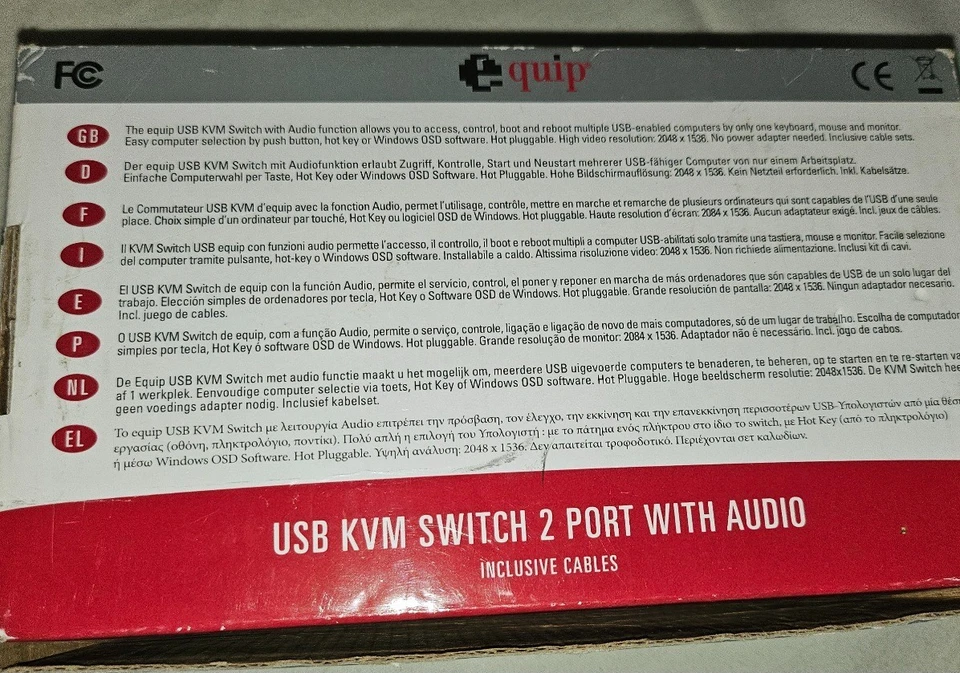 FC
equip
CE
GB
The equip USB KVM Switch with Audio function allows you to access, control, boot and reboot multiple USB-enabled computers by only one keyboard, mouse and monitor.
Easy computer selection by push button, hot key or Windows OSD software. Hot pluggable. High video resolution: 2048 x 1536. No power adapter needed. Inclusive cable sets.
D
Der equip USB KVM Switch mit Audiofunktion erlaubt Zugriff, Kontrolle, Start und Neustart mehrerer USB-fähiger Computer von nur einem Arbeitsplatz.
Einfache Computerwahl per Taste, Hot Key oder Windows OSD Software. Hot Pluggable. Hohe Bildschirmauflösung: 2048 x 1536. Kein Netzteil erforderlich. Inkl. Kabelsätze.
F
Le Commutateur USB KVM d'equip avec la fonction Audio, permet l'utilisage, contrôle, mettre en marche et remarche de plusieurs ordinateurs qui sont capables de l'USB d'une seule
place. Choix simple d'un ordinateur par touché, Hot Key ou logiciel OSD de Windows. Hot pluggable. Haute resolution d'écran: 2084 x 1536. Aucun adaptateur exigé. Incl. jeux de câbles.
I
Il KVM Switch USB equip con funzioni audio permette l'accesso, il controllo, il boot e reboot multipli a computer USB-abilitati solo tramite una tastiera, mouse e monitor. Facile selezione
del computer tramite pulsante, hot-key o Windows OSD software. Installabile a caldo. Altissima risoluzione video: 2048 x 1536. Non richiede alimentazione. Inclusi kit di cavi.
E
El USB KVM Switch de equip con la función Audio, permite el servicio, control, el poner y reponer en marcha de más ordenadores que són capables de USB de un solo lugar del
trabajo. Elección simples de ordenadores por tecla, Hot Key o Software OSD de Windows. Hot pluggable. Grande resolución de pantalla: 2048 x 1536. Ningun adaptador necesario.
Incl. juego de cables.
P
O USB KVM Switch de equip, com a função Audio, permite o serviço, controle, ligação e ligação de novo de mais computadores, só de um lugar de trabalho. Escolha de computador
simples por tecla, Hot Key ó software OSD de Windows. Hot pluggable. Grande resolução de monitor: 2084 x 1536. Adaptador não é necessário. Incl. jogo de cabos.
NL
De Equip USB KVM Switch met audio functie maakt u het mogelijk om, meerdere USB uigevoerde computers te benaderen, te beheren, op te starten en te re-starten va
af 1 werkplek. Eenvoudige computer selectie via toets, Hot Key of Windows OSD software. Hot Pluggable. Hoge beeldscherm resolutie: 2048x1536. De KVM Switch hee
geen voedings adapter nodig. Inclusief kabelset.
EL
Το equip USB KVM Switch με λειτουργία Audio επιτρέπει την πρόσβαση, τον έλεγχο, την εκκίνηση και την επανεκκίνηση περισσοτέρων USB-Υπολογιστών από μία θέσ
εργασίας (οθόνη, πληκτρολόγιο, ποντίκι). Πολύ απλή η επιλογή του Υπολογιστή : με το πάτημα ενός πλήκτρου στο ίδιο το switch, με Hot Key (από το πληκτρολόγιο)
ή μέσω Windows OSD Software. Hot Pluggable. Υψηλή ανάλυση: 2048 x 1536. Δεν απαιτείται τροφοδοτικό. Περιέχονται σετ καλωδίων.
USB KVM SWITCH 2 PORT WITH AUDIO
INCLUSIVE CABLES